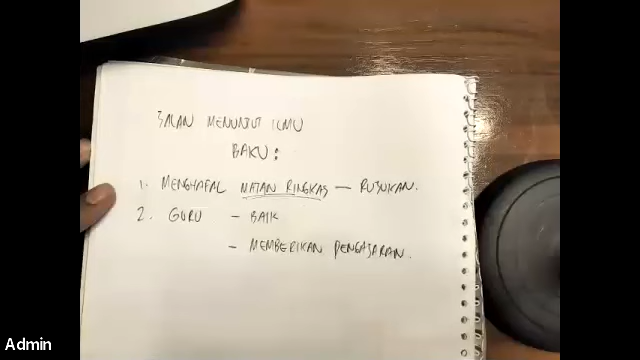 JALAN MENUNTUT ILMU
BAKU:
1. MENGHAFAL MATAN RINGKAS — RUJUKAN.
2. GURU - BAIK
- MEMBERIKAN PENGAJARAN.
Admin